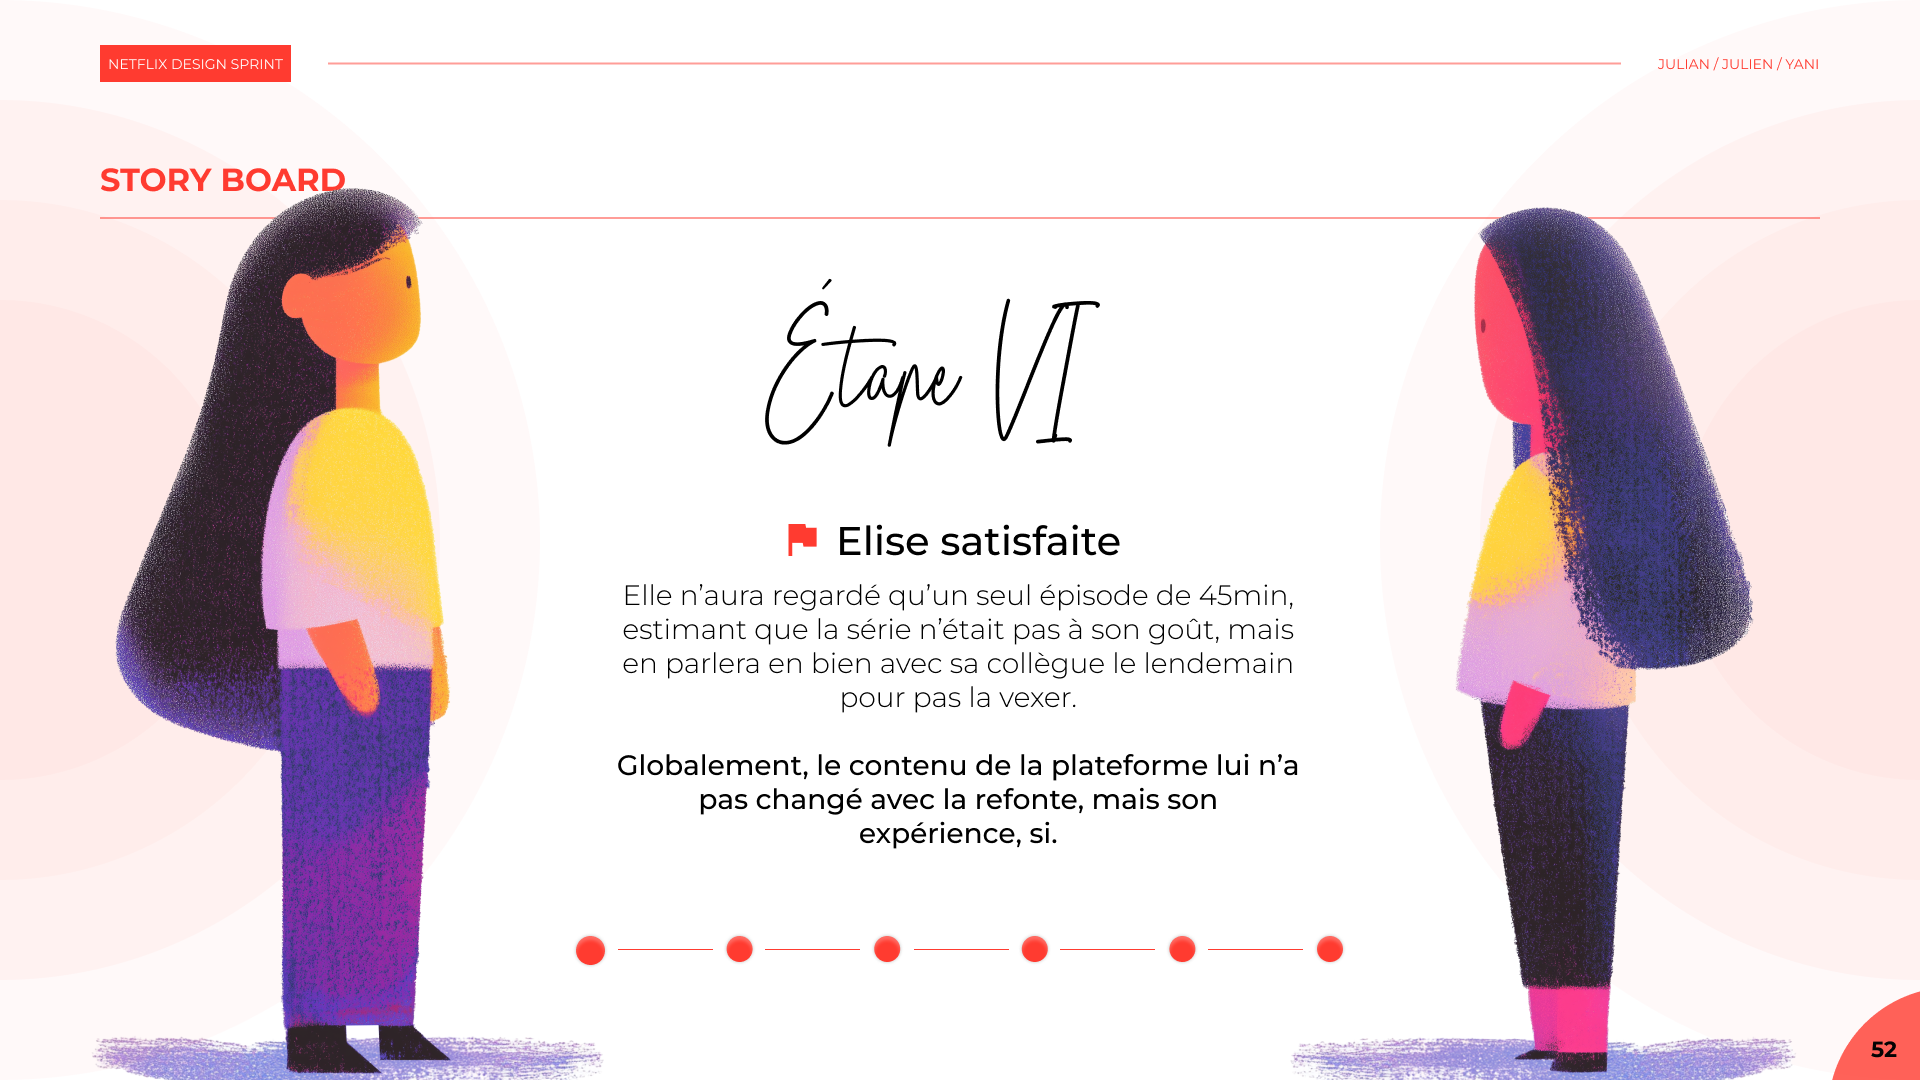 NETFLIX DESIGN SPRINT
JULIAN / JULIEN / YANI
STORY BOARD
Étape VI
Elise satisfaite
Elle n’aura regardé qu’un seul épisode de 45min,
estimant que la série n’était pas à son goût, mais
en parlera en bien avec sa collègue le lendemain
pour pas la vexer.
Globalement, le contenu de la plateforme lui n’a
pas changé avec la refonte, mais son
expérience, si.
52